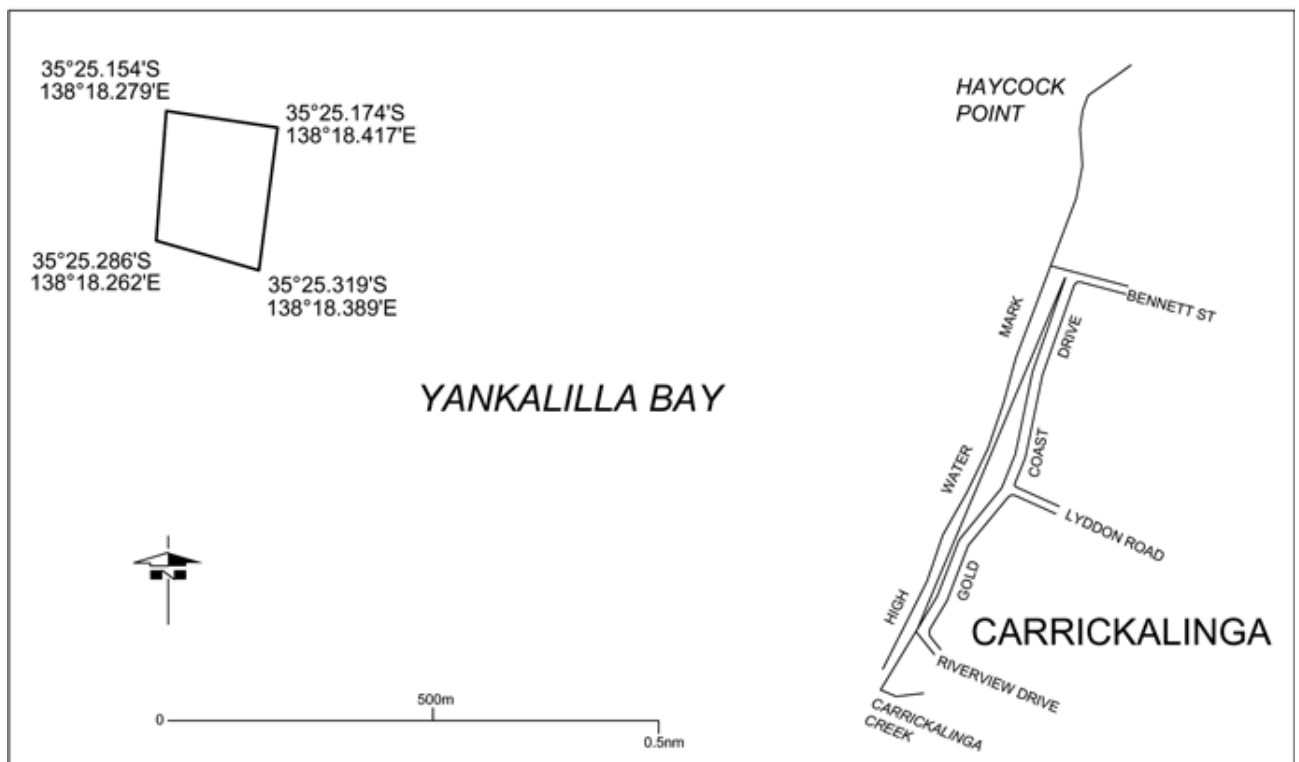 35°25.154'S
138°18.279'E
35°25.174'S
138°18.417'E
35°25.286'S
138°18.262'E
35°25.319'S
138°18.389'E
HAYCOCK
POINT
BENNETT ST
HIGH WATER MARK
GOLD COAST DRIVE
YANKALILLA BAY
LYDDON ROAD
N
CARRICKALINGA
RIVERVIEW DRIVE
CARRICKALINGA
CREEK
0
500m
0.5nm